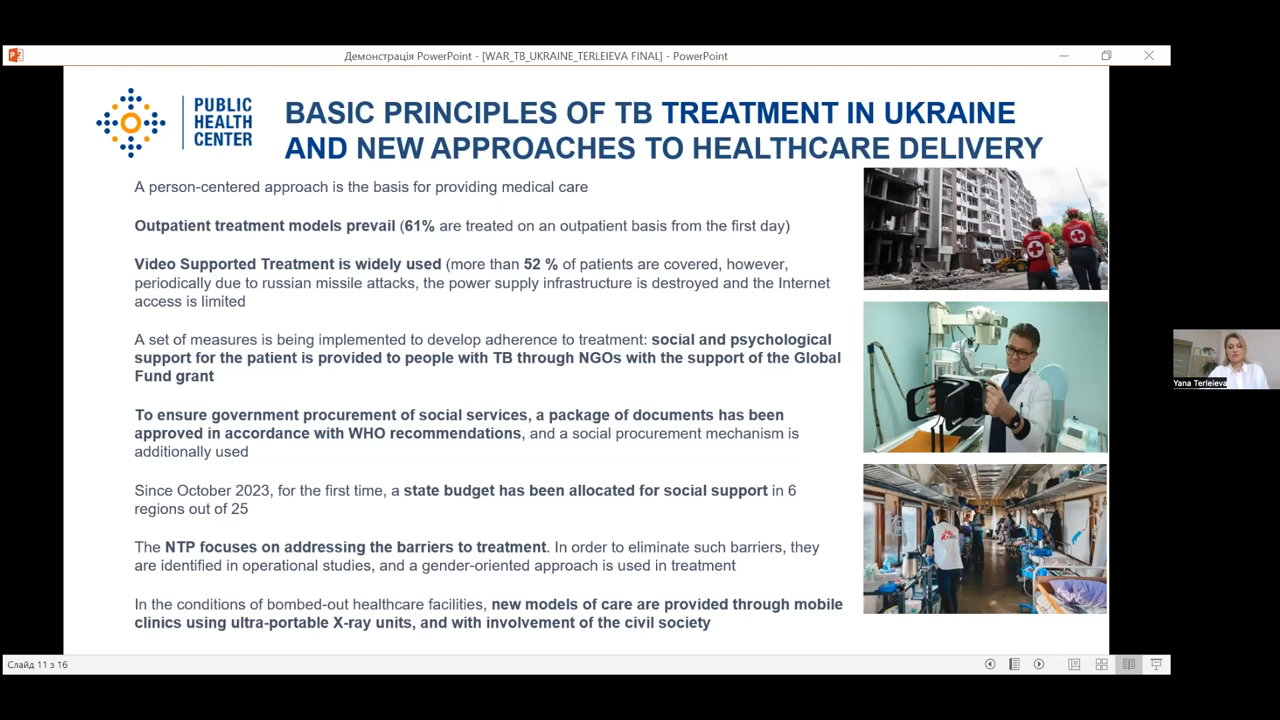 Демонстрація PowerPoint - [WAR_TB_UKRAINE_TERLEIEVA FINAL] - PowerPoint
PUBLIC
HEALTH
CENTER
BASIC PRINCIPLES OF TB TREATMENT IN UKRAINE
AND NEW APPROACHES TO HEALTHCARE DELIVERY
A person-centered approach is the basis for providing medical care
Outpatient treatment models prevail (61% are treated on an outpatient basis from the first day)
Video Supported Treatment is widely used (more than 52 % of patients are covered, however,
periodically due to russian missile attacks, the power supply infrastructure is destroyed and the Internet
access is limited
A set of measures is being implemented to develop adherence to treatment: social and psychological
support for the patient is provided to people with TB through NGOs with the support of the Global
Fund grant
To ensure government procurement of social services, a package of documents has been
approved in accordance with WHO recommendations, and a social procurement mechanism is
additionally used
Since October 2023, for the first time, a state budget has been allocated for social support in 6
regions out of 25
The NTP focuses on addressing the barriers to treatment. In order to eliminate such barriers, they
are identified in operational studies, and a gender-oriented approach is used in treatment
In the conditions of bombed-out healthcare facilities, new models of care are provided through mobile
clinics using ultra-portable X-ray units, and with involvement of the civil society
Yana Terleieva
Слайд 11 з 16